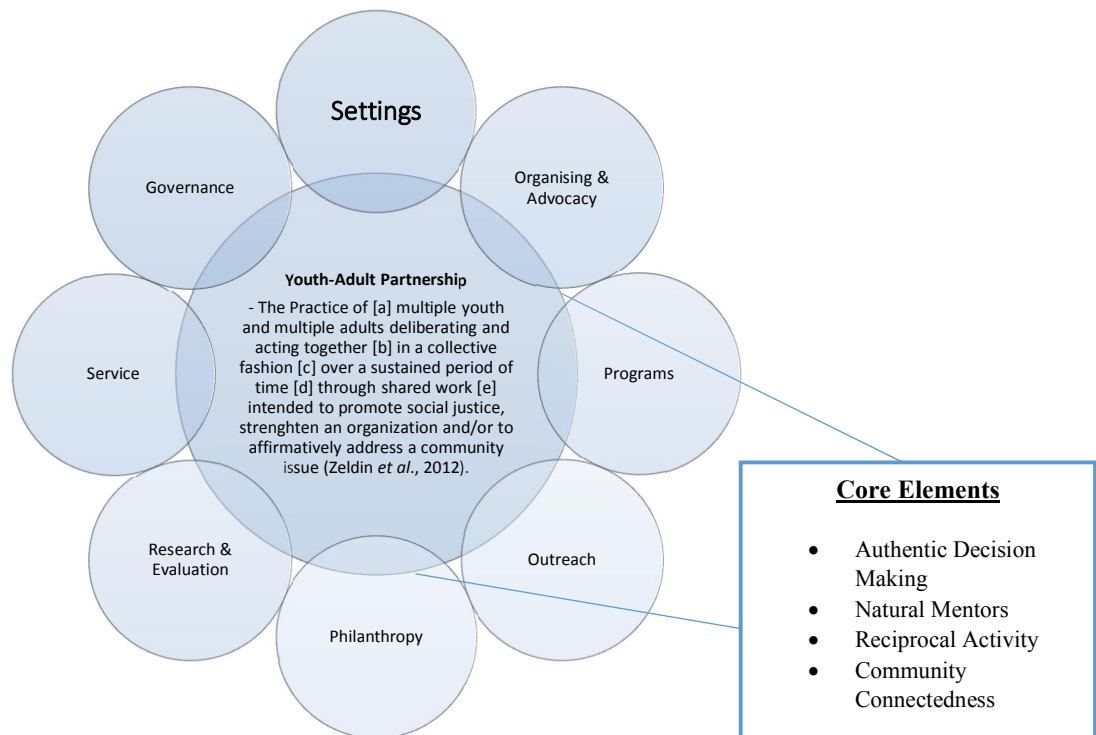 Settings
Organising &
Advocacy
Programs
Outreach
Philanthropy
Research &
Evaluation
Service
Governance
Youth-Adult Partnership
- The Practice of [a] multiple youth
and multiple adults deliberating and
acting together [b] in a collective
fashion [c] over a sustained period of
time [d] through shared work [e]
intended to promote social justice,
strenghten an organization and/or to
affirmatively address a community
issue (Zeldin et al., 2012).
Core Elements
• Authentic Decision
Making
• Natural Mentors
• Reciprocal Activity
• Community
Connectedness